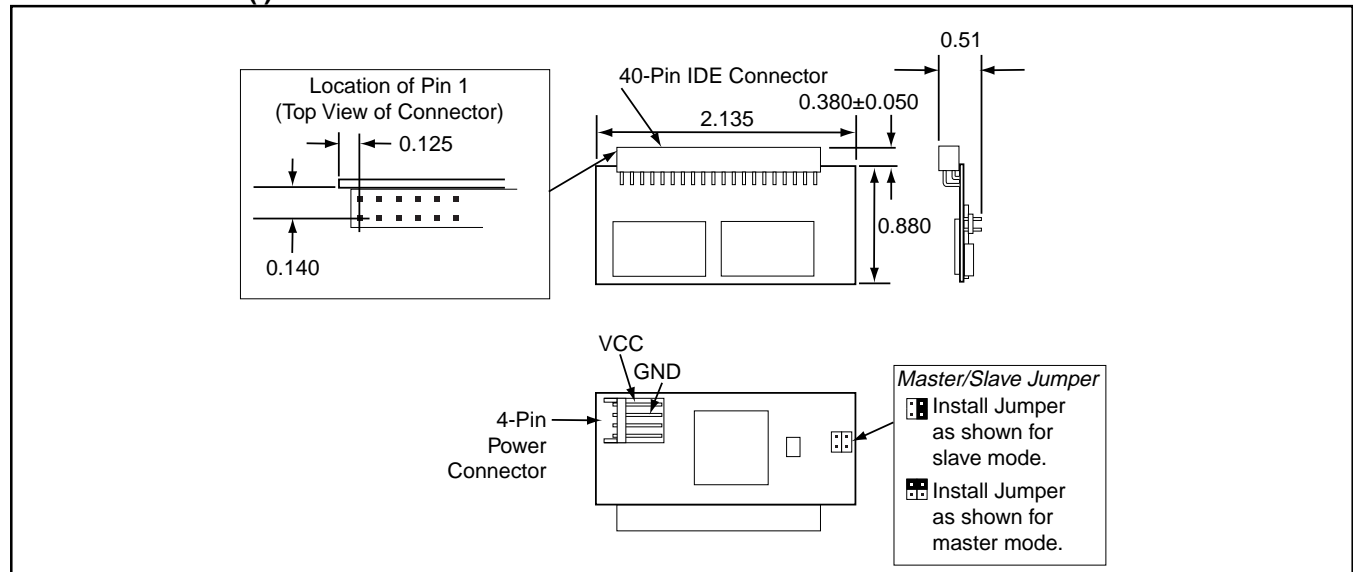 Location of Pin 1
(Top View of Connector)
0.125
0.140
40-Pin IDE Connector
2.135
0.380±0.050
0.880
0.51
VCC
GND
4-Pin
Power
Connector
Master/Slave Jumper
Install Jumper
as shown for
slave mode.
Install Jumper
as shown for
master mode.